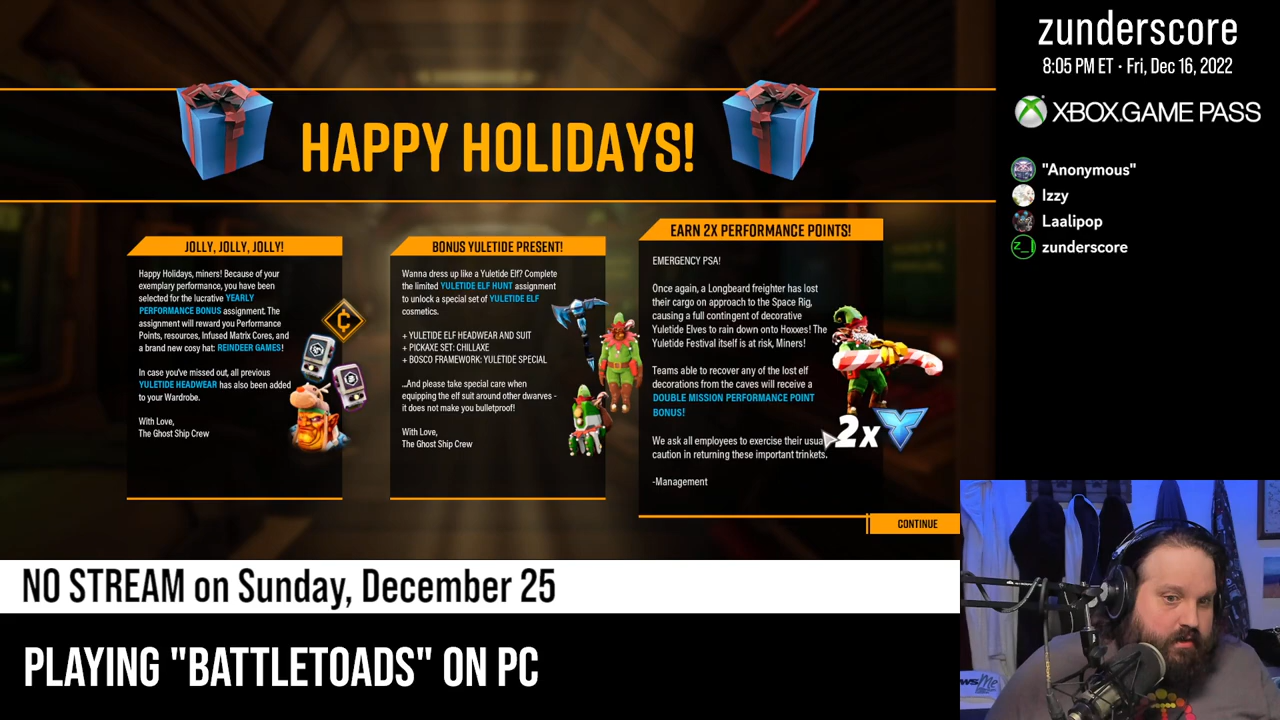 zunderscore
8:05 PM ET · Fri, Dec 16, 2022
XBOX GAME PASS
"Anonymous"
Izzy
Laalipop
zunderscore
HAPPY HOLIDAYS!
JOLLY, JOLLY, JOLLY!
Happy Holidays, miners! Because of your
exemplary performance, you have been
selected for the lucrative YEARLY
PERFORMANCE BONUS assignment. The
assignment will reward you Performance
Points, resources, Infused Matrix Cores, and
a brand new cosy hat: REINDEER GAMES!
In case you've missed out, all previous
YULETIDE HEADWEAR has also been added
to your Wardrobe.
With Love,
The Ghost Ship Crew
BONUS YULETIDE PRESENT!
Wanna dress up like a Yuletide Elf? Complete
the limited YULETIDE ELF HUNT assignment
to unlock a special set of YULETIDE ELF
cosmetics.
+ YULETIDE ELF HEADWEAR AND SUIT
+ PICKAXE SET: CHILLAXE
+ BOSCO FRAMEWORK: YULETIDE SPECIAL
...And please take special care when
equipping the elf suit around other dwarves -
it does not make you bulletproof!
With Love,
The Ghost Ship Crew
EARN 2X PERFORMANCE POINTS!
EMERGENCY PSA!
Once again, a Longbeard freighter has lost
their cargo on approach to the Space Rig,
causing a full contingent of decorative
Yuletide Elves to rain down onto Hoxxes! The
Yuletide Festival itself is at risk, Miners!
Teams able to recover any of the lost elf
decorations from the caves will receive a
DOUBLE MISSION PERFORMANCE POINT
BONUS!
We ask all employees to exercise their usual
caution in returning these important trinkets.
-Management
2x
CONTINUE
NO STREAM on Sunday, December 25
PLAYING "BATTLETOADS" ON PC